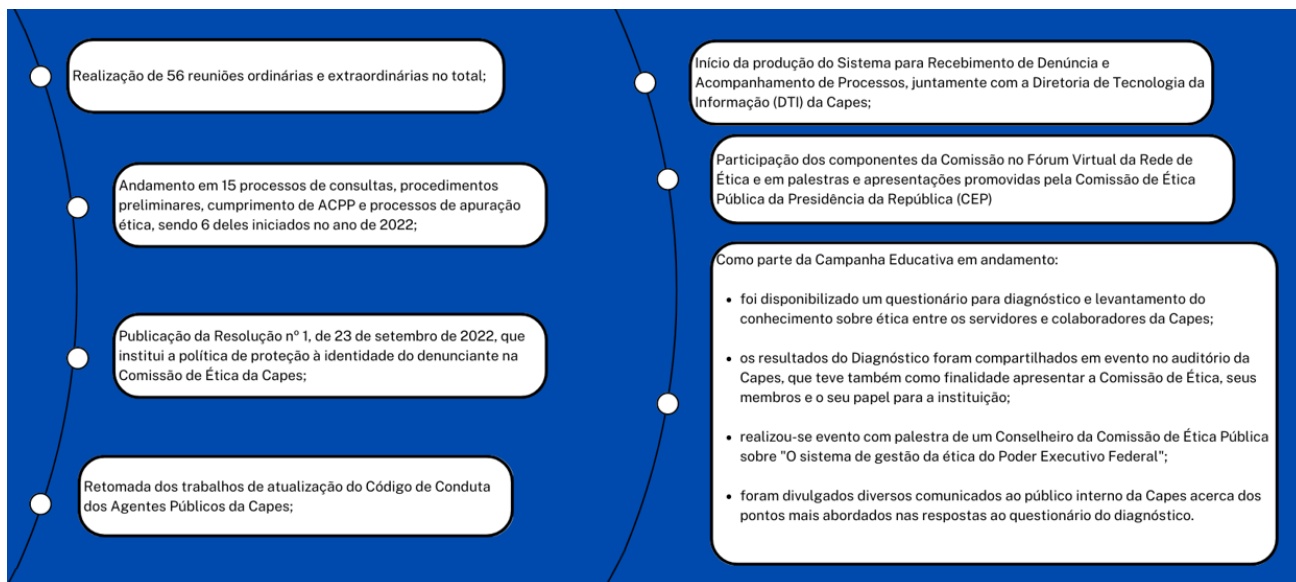 Realização de 56 reuniões ordinárias e extraordinárias no total;
Andamento em 15 processos de consultas, procedimentos
preliminares, cumprimento de ACPP e processos de apuração
ética, sendo 6 deles iniciados no ano de 2022;
Publicação da Resolução nº 1, de 23 de setembro de 2022, que
institui a política de proteção à identidade do denunciante na
Comissão de Ética da Capes;
Retomada dos trabalhos de atualização do Código de Conduta
dos Agentes Públicos da Capes;
Início da produção do Sistema para Recebimento de Denúncia e
Acompanhamento de Processos, juntamente com a Diretoria de Tecnologia da
Informação (DTI) da Capes;
Participação dos componentes da Comissão no Fórum Virtual da Rede de
Ética e em palestras e apresentações promovidas pela Comissão de Ética
Pública da Presidência da República (CEP)
Como parte da Campanha Educativa em andamento:
• foi disponibilizado um questionário para diagnóstico e levantamento do
conhecimento sobre ética entre os servidores e colaboradores da Capes;
• os resultados do Diagnóstico foram compartilhados em evento no auditório da
Capes, que teve também como finalidade apresentar a Comissão de Ética, seus
membros e o seu papel para a instituição;
• realizou-se evento com palestra de um Conselheiro da Comissão de Ética Pública
sobre "O sistema de gestão da ética do Poder Executivo Federal";
• foram divulgados diversos comunicados ao público interno da Capes acerca dos
pontos mais abordados nas respostas ao questionário do diagnóstico.